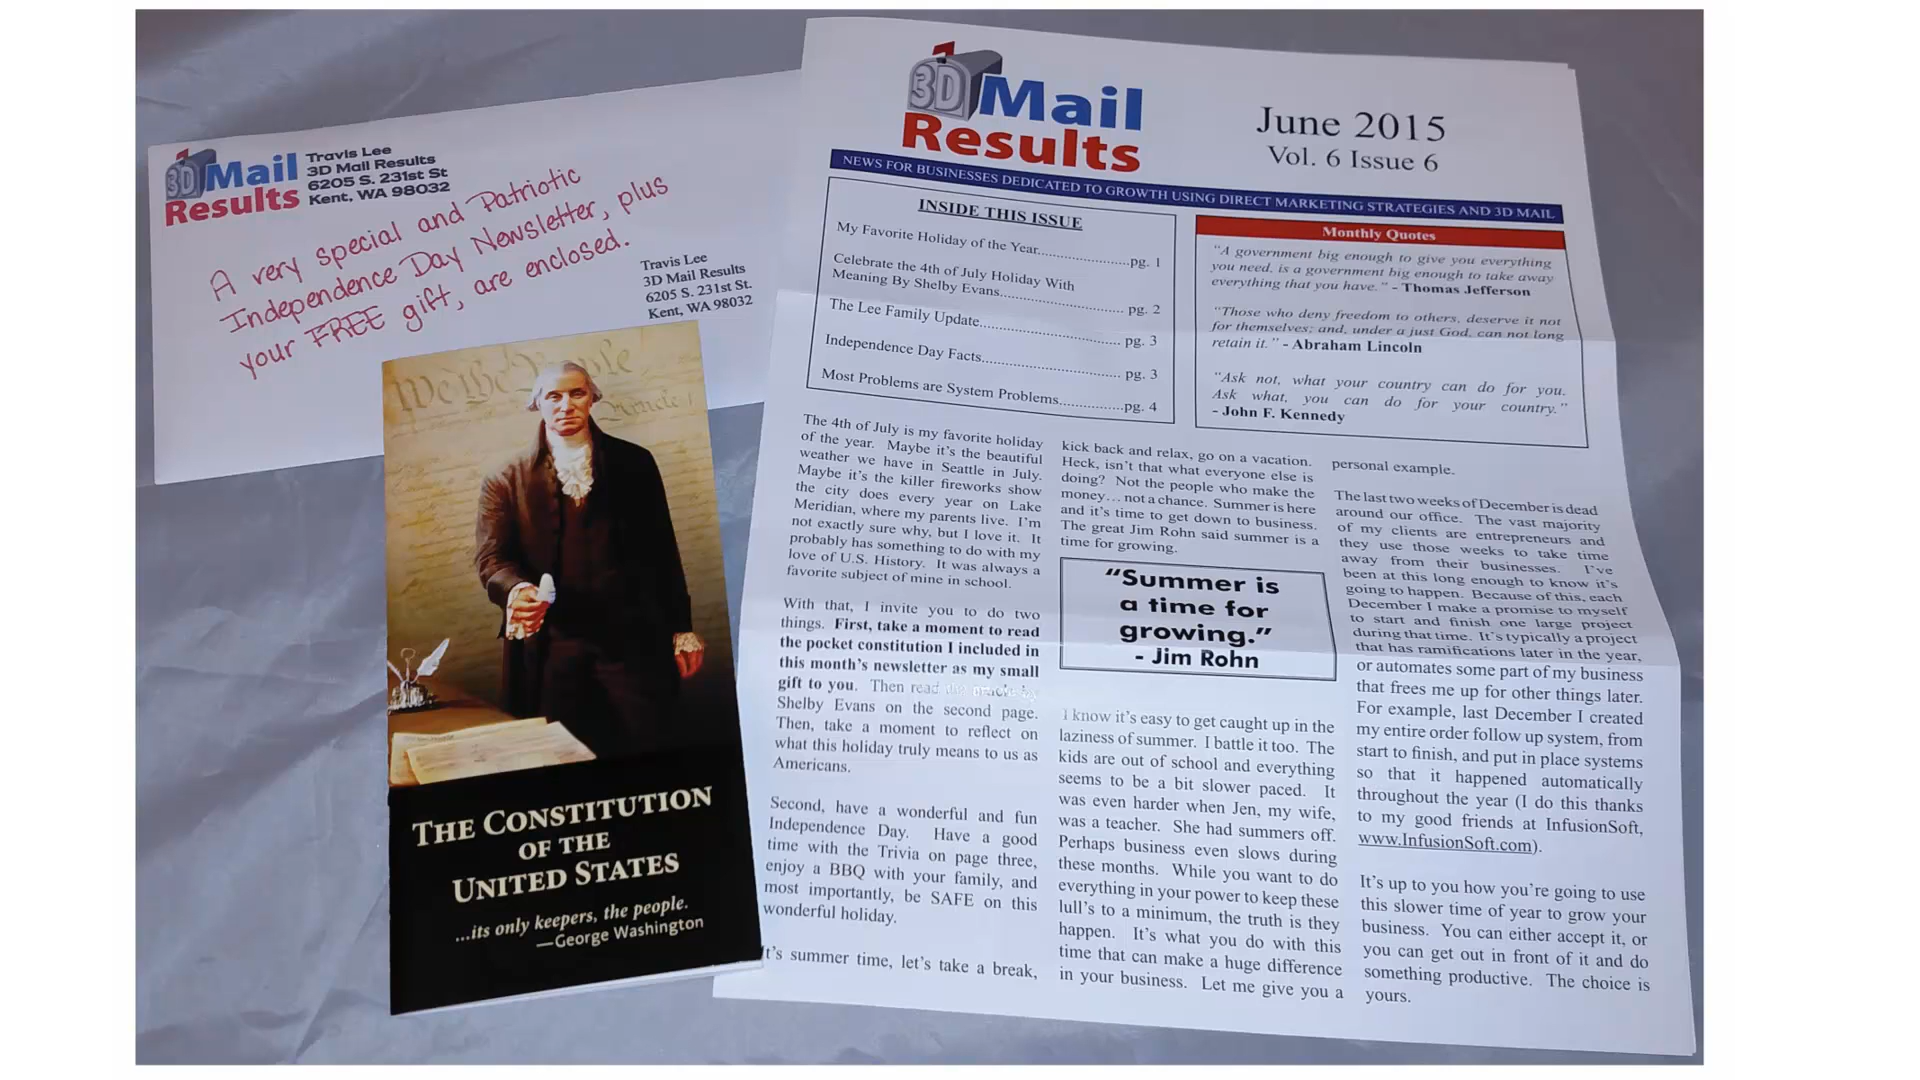 3D Mail
Results
Travis Lee
3D Mail Results
6205 S. 231st St
Kent, WA 98032
A very special and Patriotic
Independence Day Newsletter, plus
your FREE gift, are enclosed.
Travis Lee
3D Mail Results
6205 S. 231st St.
Kent, WA 98032
We the People
Article 1
THE CONSTITUTION
OF THE
UNITED STATES
...its only keepers, the people.
—George Washington
3D Mail
Results
June 2015
Vol. 6 Issue 6
NEWS FOR BUSINESSES DEDICATED TO GROWTH USING DIRECT MARKETING STRATEGIES AND 3D MAIL
INSIDE THIS ISSUE
My Favorite Holiday of the Year.......................pg. 1
Celebrate the 4th of July Holiday With
Meaning By Shelby Evans............................... pg. 2
The Lee Family Update................................... pg. 3
Independence Day Facts................................... pg. 3
Most Problems are System Problems................pg. 4
Monthly Quotes
"A government big enough to give you everything
you need, is a government big enough to take away
everything that you have." - Thomas Jefferson
"Those who deny freedom to others, deserve it not
for themselves; and, under a just God, can not long
retain it." - Abraham Lincoln
"Ask not, what your country can do for you.
Ask what, you can do for your country."
- John F. Kennedy
The 4th of July is my favorite holiday
of the year. Maybe it's the beautiful
weather we have in Seattle in July.
Maybe it's the killer fireworks show
the city does every year on Lake
Meridian, where my parents live. I'm
not exactly sure why, but I love it. It
probably has something to do with my
love of U.S. History. It was always a
favorite subject of mine in school.
With that, I invite you to do two
things. First, take a moment to read
the pocket constitution I included in
this month's newsletter as my small
gift to you. Then read the article by
Shelby Evans on the second page.
Then, take a moment to reflect on
what this holiday truly means to us as
Americans.
Second, have a wonderful and fun
Independence Day. Have a good
time with the Trivia on page three,
enjoy a BBQ with your family, and
most importantly, be SAFE on this
wonderful holiday.
It's summer time, let's take a break,
kick back and relax, go on a vacation.
Heck, isn't that what everyone else is
doing? Not the people who make the
money… not a chance. Summer is here
and it's time to get down to business.
The great Jim Rohn said summer is a
time for growing.
"Summer is
a time for
growing."
- Jim Rohn
I know it's easy to get caught up in the
laziness of summer. I battle it too. The
kids are out of school and everything
seems to be a bit slower paced. It
was even harder when Jen, my wife,
was a teacher. She had summers off.
Perhaps business even slows during
these months. While you want to do
everything in your power to keep these
lull's to a minimum, the truth is they
happen. It's what you do with this
time that can make a huge difference
in your business. Let me give you a
personal example.
The last two weeks of December is dead
around our office. The vast majority
of my clients are entrepreneurs and
they use those weeks to take time
away from their businesses. I've
been at this long enough to know it's
going to happen. Because of this, each
December I make a promise to myself
to start and finish one large project
during that time. It's typically a project
that has ramifications later in the year,
or automates some part of my business
that frees me up for other things later.
For example, last December I created
my entire order follow up system, from
start to finish, and put in place systems
so that it happened automatically
throughout the year (I do this thanks
to my good friends at InfusionSoft,
www.InfusionSoft.com).
It's up to you how you're going to use
this slower time of year to grow your
business. You can either accept it, or
you can get out in front of it and do
something productive. The choice is
yours.